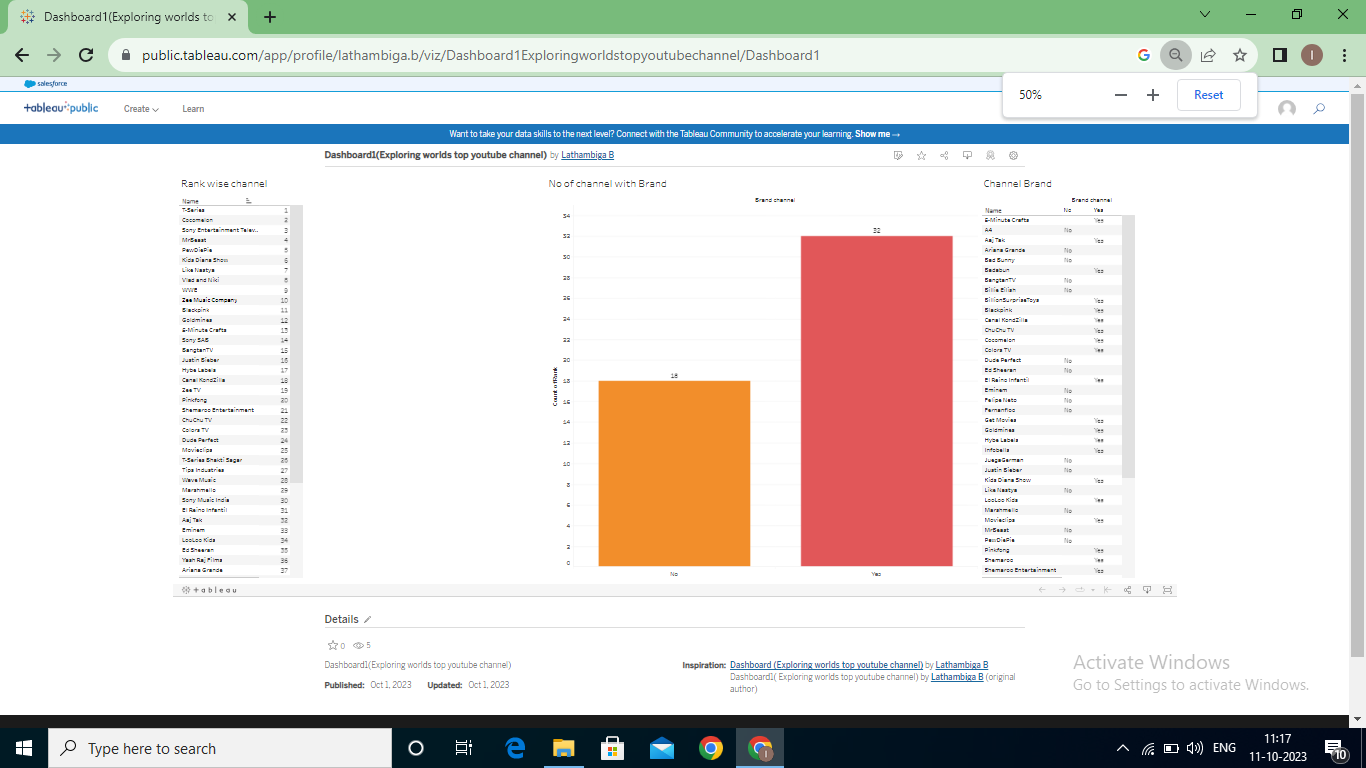 Dashboard1(Exploring worlds to
public.tableau.com/app/profile/lathambiga.b/viz/Dashboard1Exploringworldstopyoutubechannel/Dashboard1
I
salesforce
50%
Reset
+ableau public
Create
Learn
Want to take your data skills to the next level? Connect with the Tableau Community to accelerate your learning. Show me →
Dashboard1(Exploring worlds top youtube channel) by Lathambiga B
Rank wise channel
Name
T-Series 1
Cocomelon 2
Sony Entertainment Telev.. 3
MrBeast 4
PewDiePie 5
Kids Diana Show 6
Like Nastya 7
Vlad and Niki 8
WWE 9
Zee Music Company 10
Blackpink 11
Goldmines 12
5-Minute Crafts 13
Sony SAB 14
BangtanTV 15
Justin Bieber 16
Hybe Labels 17
Canal KondZilla 18
Zee TV 19
Pinkfong 20
Shemaroo Entertainment 21
ChuChu TV 22
Colors TV 23
Dude Perfect 24
Movieclips 25
T-Series Bhakti Sagar 26
Tips Industries 27
Wave Music 28
Marshmello 29
Sony Music India 30
El Reino Infantil 31
Aaj Tak 32
Eminem 33
LooLoo Kids 34
Ed Sheeran 35
Yash Raj Films 36
Ariana Grande 37
No of channel with Brand
Brand channel
34
32
30
28
26
24
22
20
18
16
14
12
10
8
6
4
2
0
Count of Rank
18
32
No
Yes
Channel Brand
Brand channel
Name No Yes
5-Minute Crafts Yes
A4 No
Aaj Tak Yes
Ariana Grande No
Bad Bunny No
Badabun Yes
BangtanTV No
Billie Eilish No
BillionSurpriseToys Yes
Blackpink Yes
Canal KondZilla Yes
ChuChu TV Yes
Cocomelon Yes
Colors TV Yes
Dude Perfect No
Ed Sheeran No
El Reino Infantil Yes
Eminem No
Felipe Neto No
Fernanfloo No
Get Movies Yes
Goldmines Yes
Hybe Labels Yes
Infobells Yes
JuegaGerman No
Justin Bieber No
Kids Diana Show Yes
Like Nastya No
LooLoo Kids Yes
Marshmello No
Movieclips Yes
MrBeast No
PewDiePie No
Pinkfong Yes
Shemaroo Yes
Shemaroo Entertainment Yes
+ableau
Details
0
5
Dashboard1(Exploring worlds top youtube channel)
Published: Oct 1, 2023 Updated: Oct 1, 2023
Inspiration: Dashboard (Exploring worlds top youtube channel) by Lathambiga B
Dashboard1( Exploring worlds top youtube channel) by Lathambiga B (original
author)
Activate Windows
Go to Settings to activate Windows.
Type here to search
I
ENG
11:17
11-10-2023
10